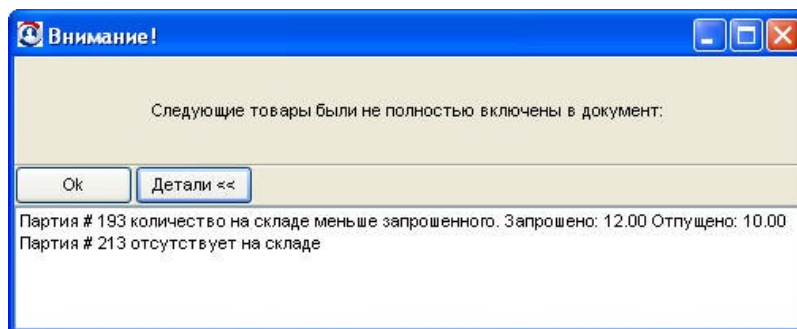 Внимание!
Следующие товары были не полностью включены в документ:
Ok
Детали <<
Партия # 193 количество на складе меньше запрошенного. Запрошено: 12.00 Отпущено: 10.00
Партия # 213 отсутствует на складе